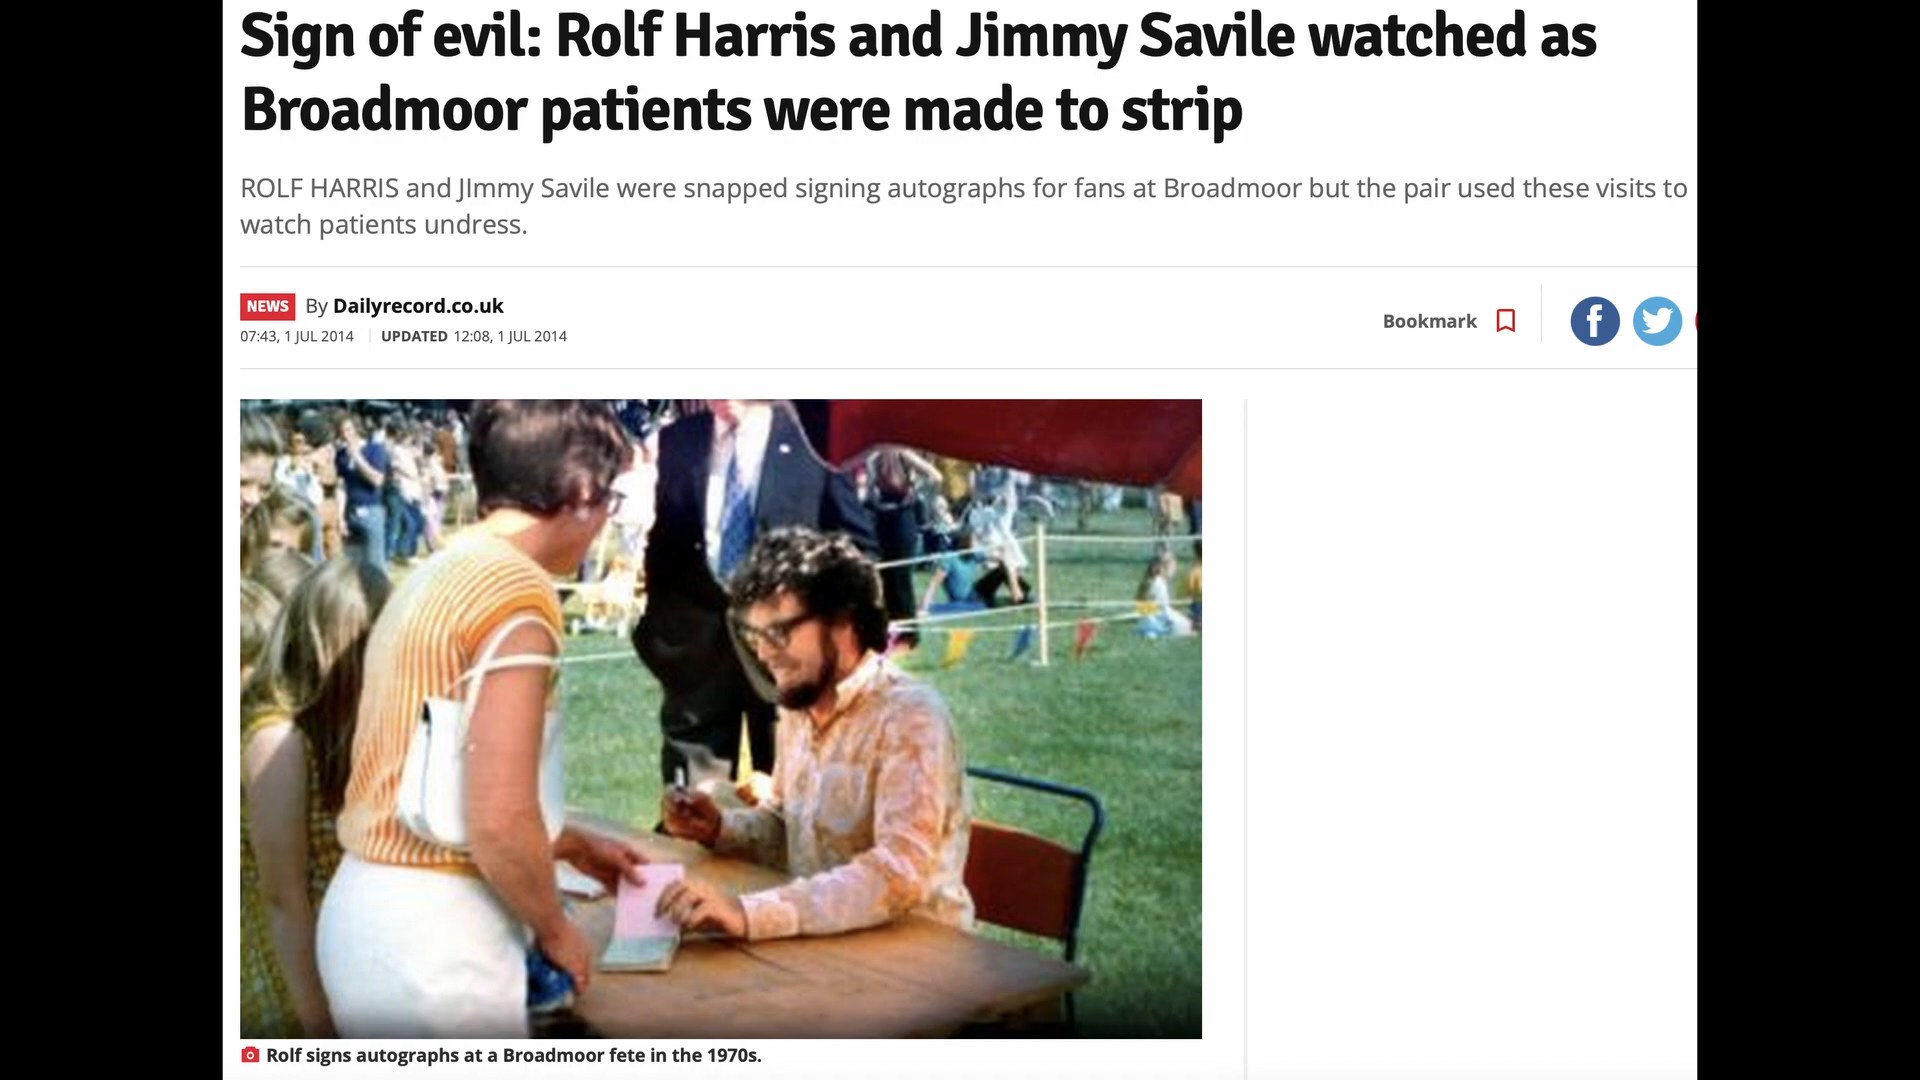 Sign of evil: Rolf Harris and Jimmy Savile watched as
Broadmoor patients were made to strip
ROLF HARRIS and JImmy Savile were snapped signing autographs for fans at Broadmoor but the pair used these visits to
watch patients undress.
NEWS By Dailyrecord.co.uk
07:43, 1 JUL 2014 UPDATED 12:08, 1 JUL 2014
Bookmark
Rolf signs autographs at a Broadmoor fete in the 1970s.